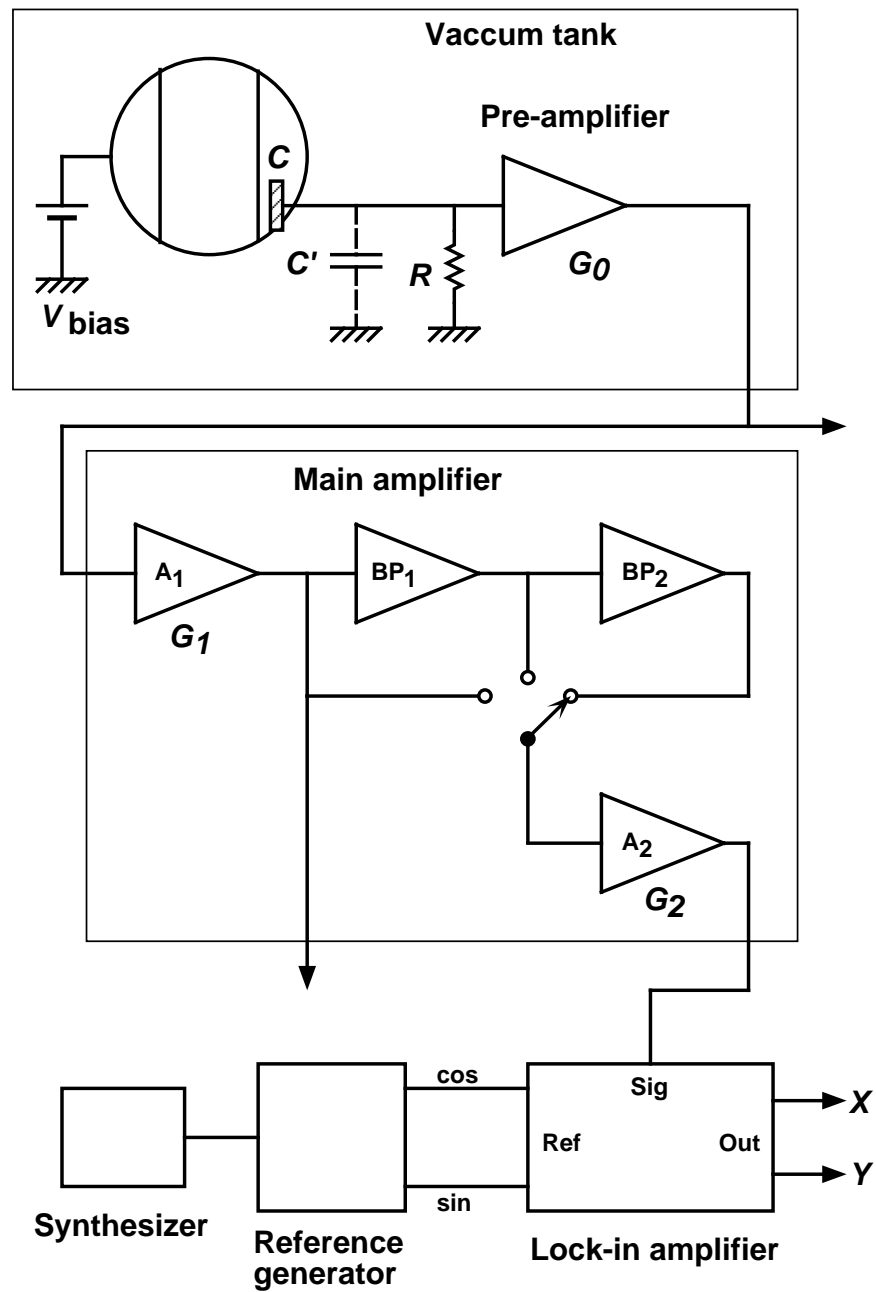 Vaccum tank
Pre-amplifier
C
C'
R
G0
V bias
Main amplifier
A1
BP1
BP2
G1
A2
G2
cos
Sig
X
Ref
Out
Y
sin
Synthesizer
Reference
generator
Lock-in amplifier